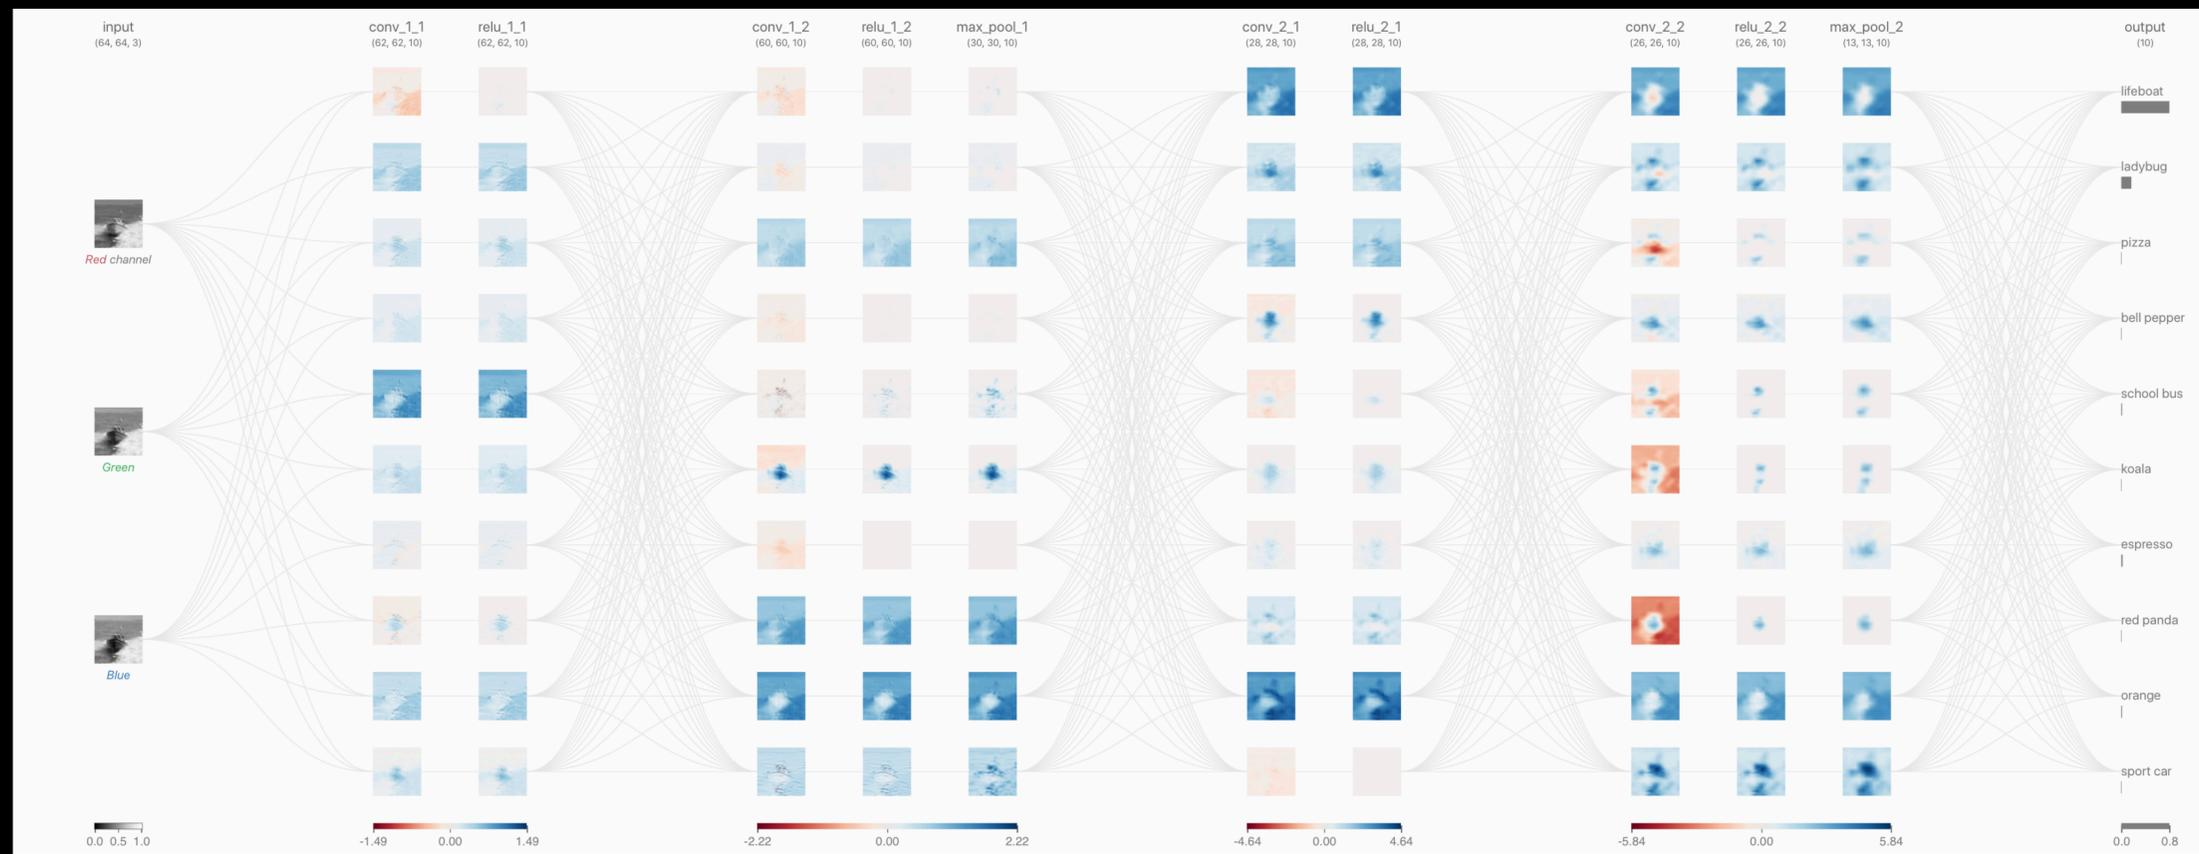 input
(64, 64, 3)
conv_1_1
(62, 62, 10)
relu_1_1
(62, 62, 10)
conv_1_2
(60, 60, 10)
relu_1_2
(60, 60, 10)
max_pool_1
(30, 30, 10)
conv_2_1
(28, 28, 10)
relu_2_1
(28, 28, 10)
conv_2_2
(26, 26, 10)
relu_2_2
(26, 26, 10)
max_pool_2
(13, 13, 10)
output
(10)
Red channel
Green
Blue
lifeboat
ladybug
pizza
bell pepper
school bus
koala
espresso
red panda
orange
sport car
0.0 0.5 1.0
-1.49 0.00 1.49
-2.22 0.00 2.22
-4.64 0.00 4.64
-5.84 0.00 5.84
0.0 0.8